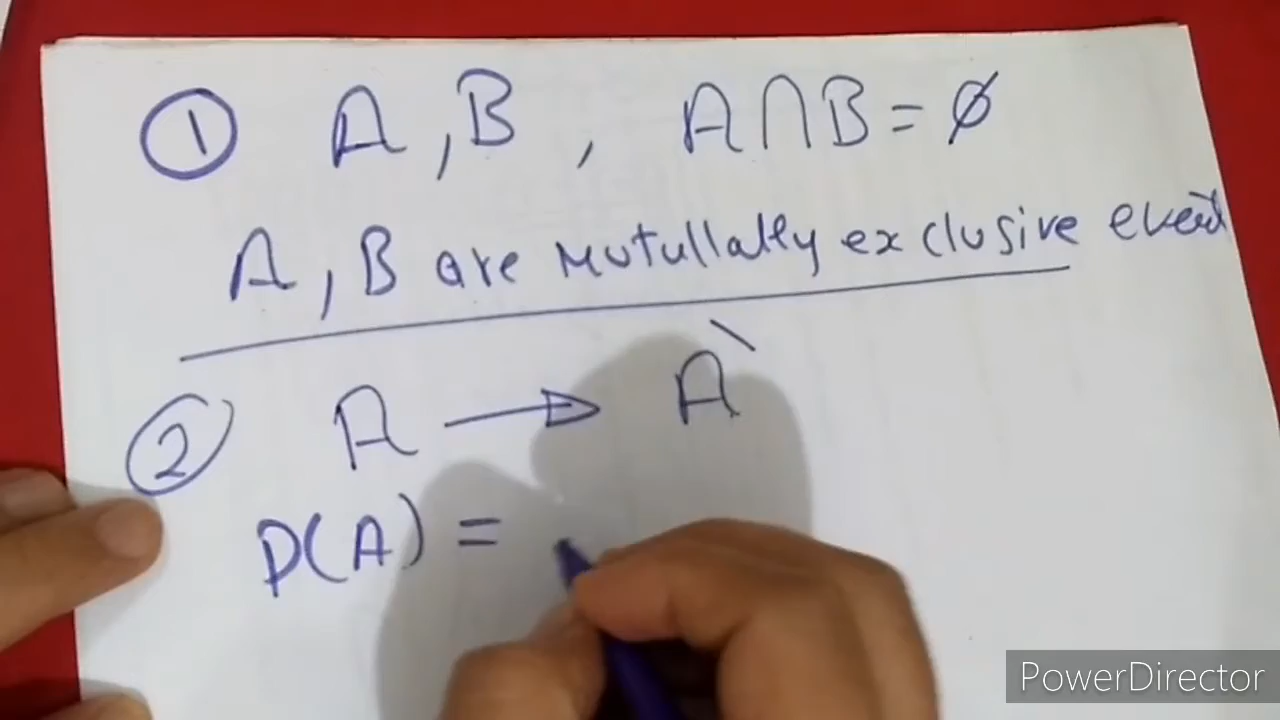 ① A , B , A∩B = ∅
A , B are mutullally exclusive event
② A → A`
P(A) =
PowerDirector